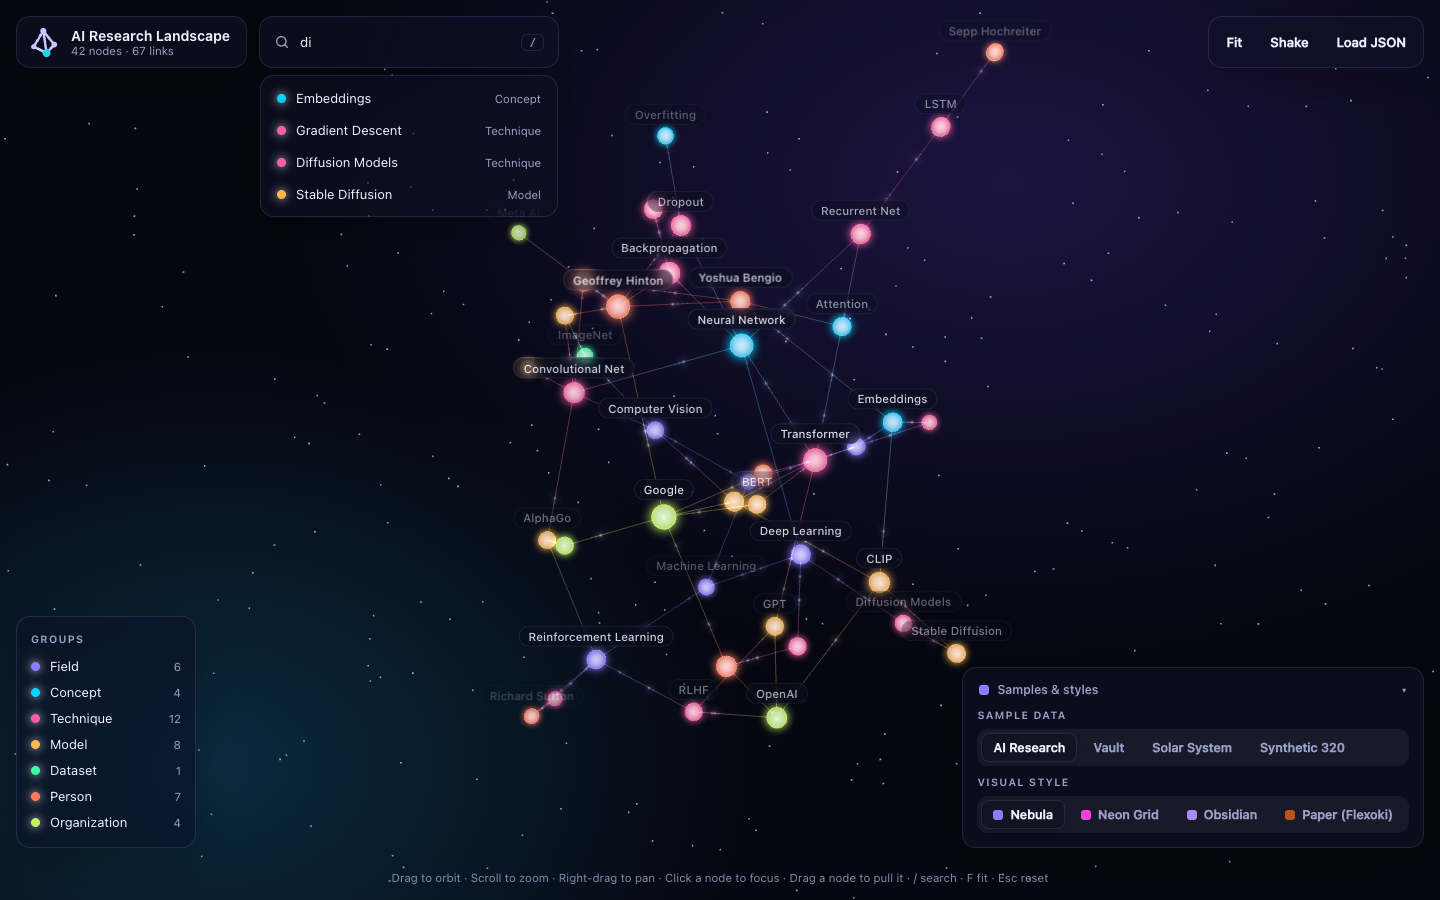 AI Research Landscape
42 nodes · 67 links
di
/
Fit
Shake
Load JSON
Embeddings
Concept
Gradient Descent
Technique
Diffusion Models
Technique
Stable Diffusion
Model
Meta AI
Sepp Hochreiter
LSTM
Overfitting
Dropout
Recurrent Net
Backpropagation
Geoffrey Hinton
Yoshua Bengio
Attention
Neural Network
ImageNet
Convolutional Net
Computer Vision
Embeddings
Transformer
BERT
Google
AlphaGo
Deep Learning
Machine Learning
CLIP
GPT
Diffusion Models
Stable Diffusion
Reinforcement Learning
Richard Sutton
RLHF
OpenAI
GROUPS
Field 6
Concept 4
Technique 12
Model 8
Dataset 1
Person 7
Organization 4
Samples & styles
SAMPLE DATA
AI Research
Vault
Solar System
Synthetic 320
VISUAL STYLE
Nebula
Neon Grid
Obsidian
Paper (Flexoki)
Drag to orbit · Scroll to zoom · Right-drag to pan · Click a node to focus · Drag a node to pull it · / search · F fit · Esc reset